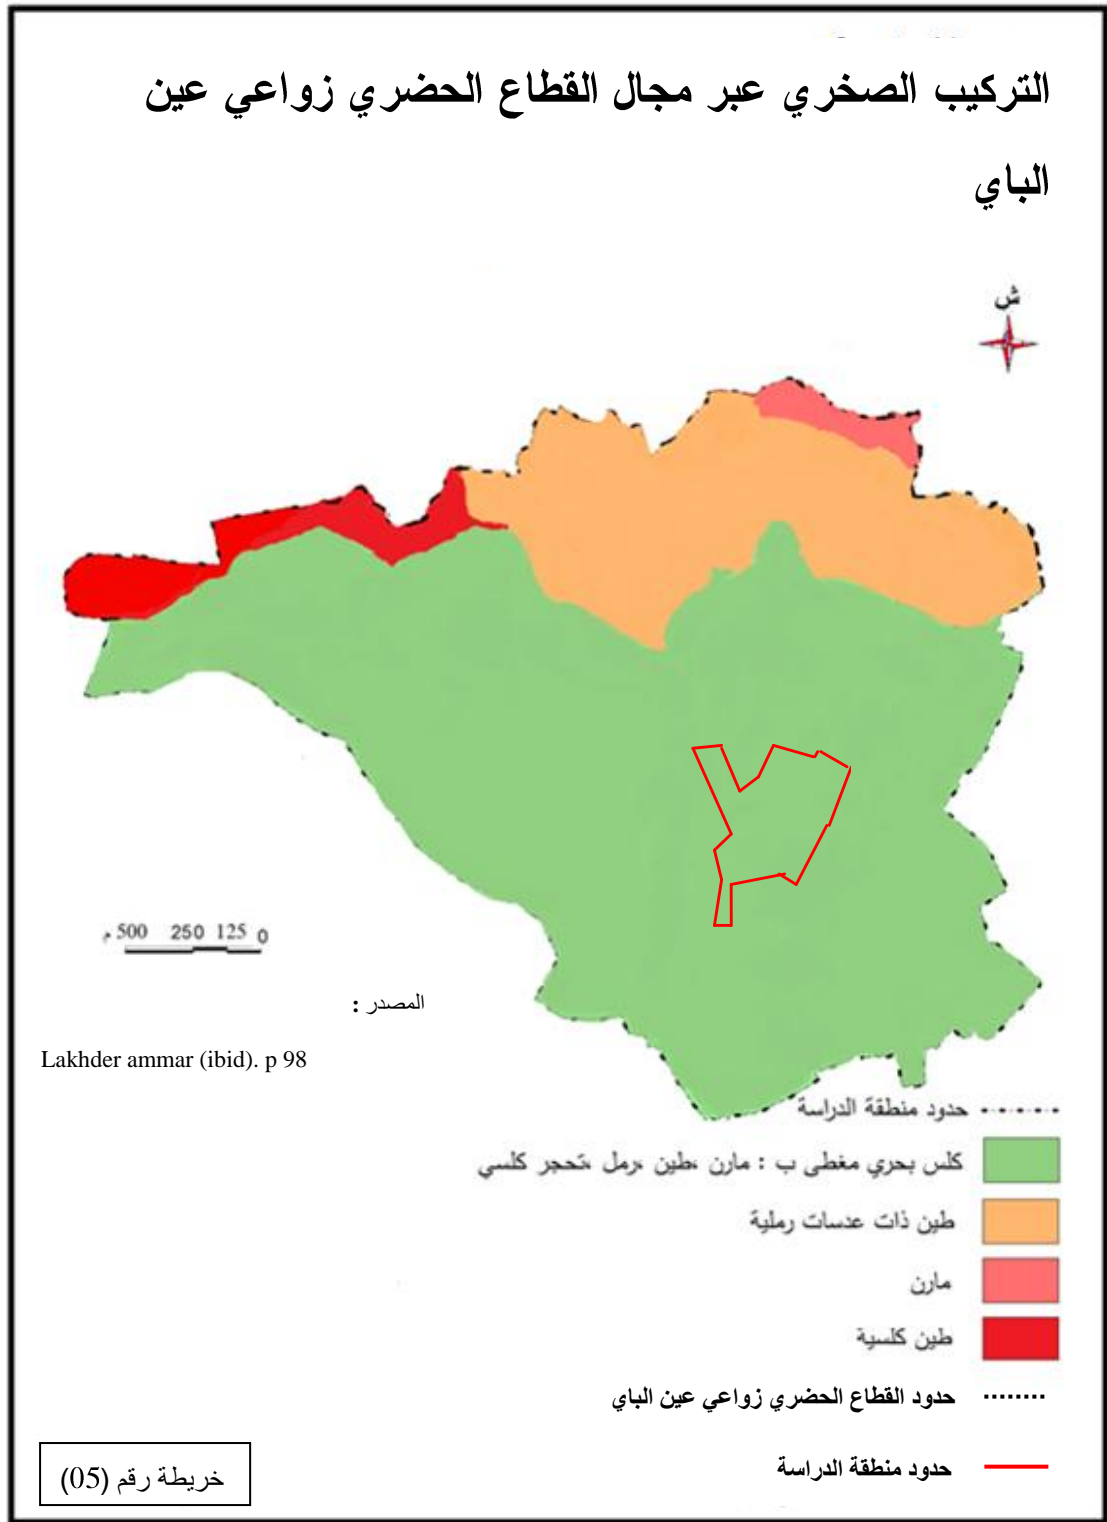 التركيب الصخري عبر مجال القطاع الحضري زواعي عين
الباي
ش
500 م 250 125 0
المصدر :
Lakhder ammar (ibid). p 98
حدود منطقة الدراسة
كلس بحري مغطى ب : مارن ،طين ،رمل ،تحجر كلسي
طين ذات عدسات رملية
مارن
طين كلسية
حدود القطاع الحضري زواعي عين الباي
حدود منطقة الدراسة
خريطة رقم (05)